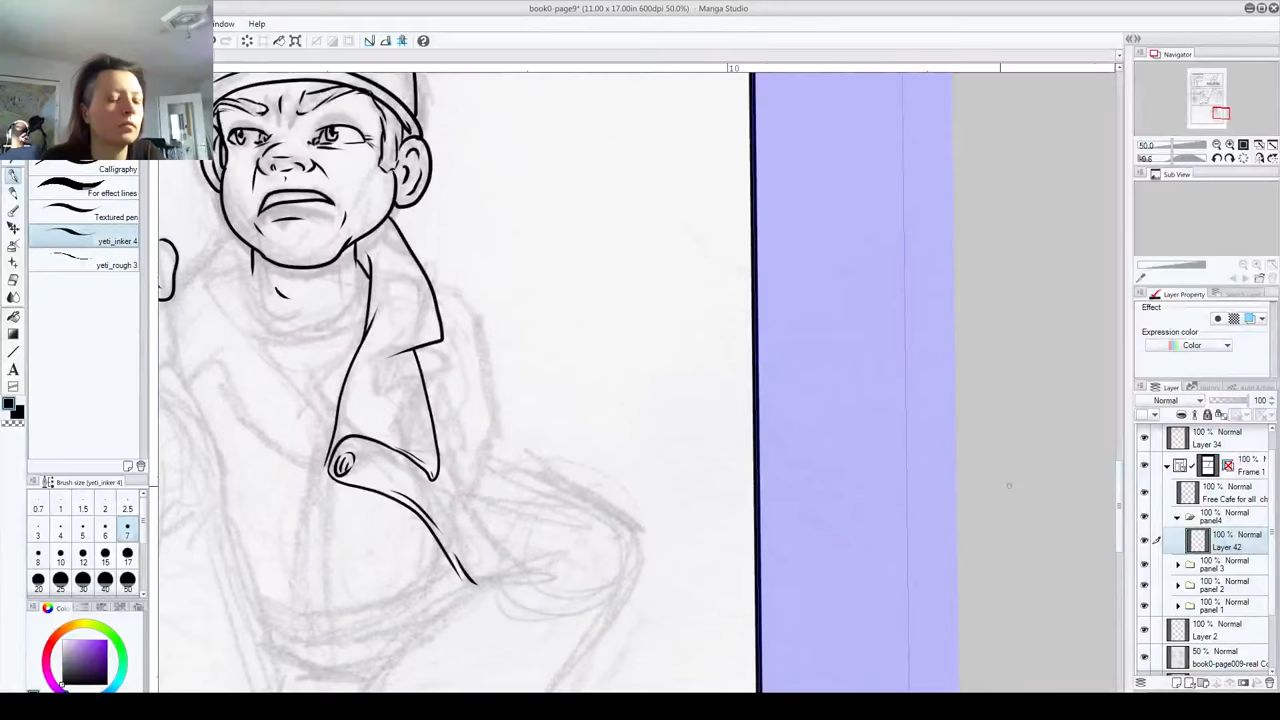 book0-page9* (11.00 x 17.00in 600dpi 50.0%) - Manga Studio
indow Help
10
Navigator
50.0
Sub View
Calligraphy
For effect lines
Textured pen
yeti_inker 4
yeti_rough 3
Layer Property
Effect
Expression color
Color
Layer
Normal 100
100 % Normal
Layer 34
100 %
Frame 1
100 % Normal
Free Cafe for all
100 % Normal
panel4
100 % Normal
Layer 42
100 % Normal
panel 3
100 % Normal
panel 2
100 % Normal
panel 1
100 % Normal
Layer 2
50 % Normal
book0-page009-real Co
Brush size [yeti_inker 4]
0.7 1 1.5 2 2.5
3 4 5 6 7
8 10 12 15 17
20 25 30 40 50